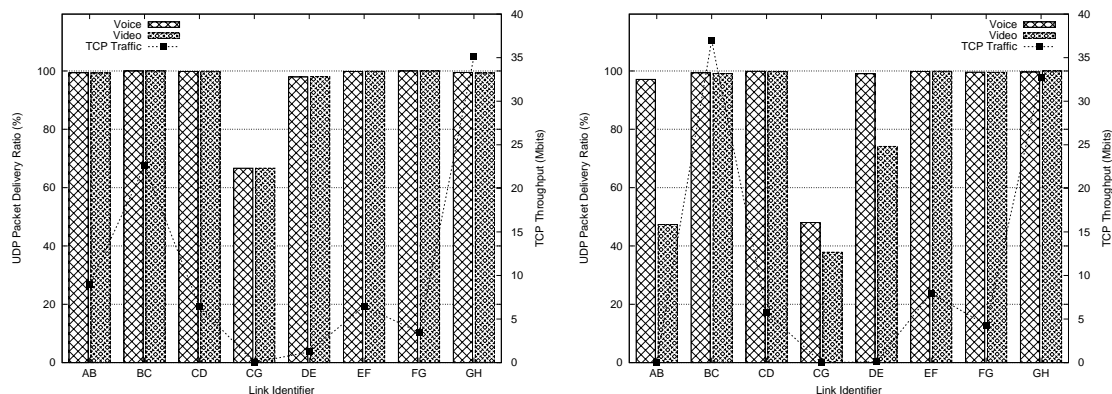 UDP Packet Delivery Ratio (%)
100
80
60
40
20
0
Voice
Video
TCP Traffic
40
35
30
25
20
15
10
5
0
TCP Throughput (Mbits)
AB BC CD CG DE EF FG GH
Link Identifier
UDP Packet Delivery Ratio (%)
100
80
60
40
20
0
Voice
Video
TCP Traffic
40
35
30
25
20
15
10
5
0
TCP Throughput (Mbits)
AB BC CD CG DE EF FG GH
Link Identifier